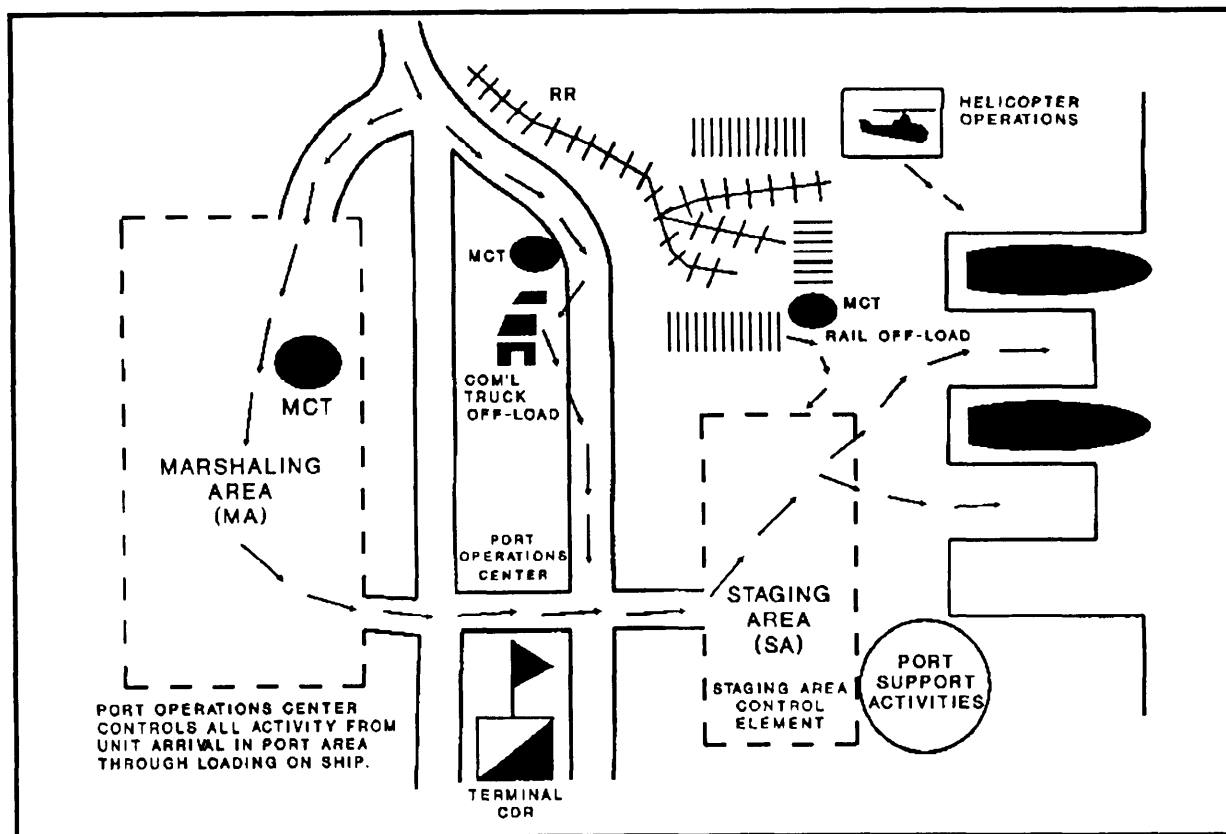 RR
HELICOPTER
OPERATIONS
MCT
MCT
RAIL OFF-LOAD
COM'L
TRUCK
OFF-LOAD
MCT
MARSHALING
AREA
(MA)
PORT
OPERATIONS
CENTER
STAGING
AREA
(SA)
STAGING AREA
CONTROL
ELEMENT
PORT
SUPPORT
ACTIVITIES
PORT OPERATIONS CENTER
CONTROLS ALL ACTIVITY FROM
UNIT ARRIVAL IN PORT AREA
THROUGH LOADING ON SHIP.
TERMINAL
CDR